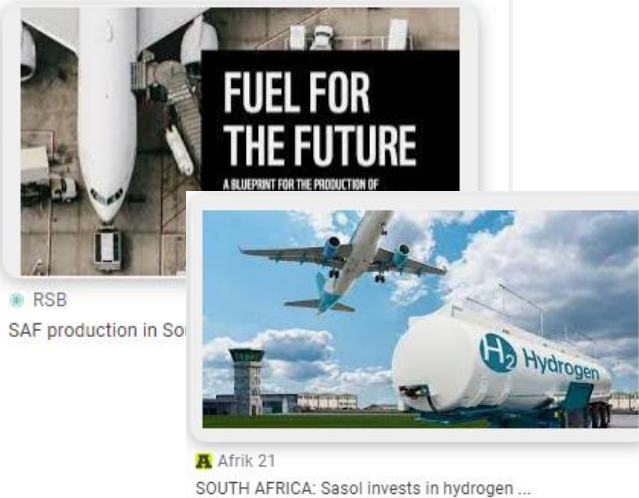 FUEL FOR
THE FUTURE
A BLUEPRINT FOR THE PRODUCTION OF
RSB
SAF production in Sou
H2 Hydrogen
Afrik 21
SOUTH AFRICA: Sasol invests in hydrogen ...